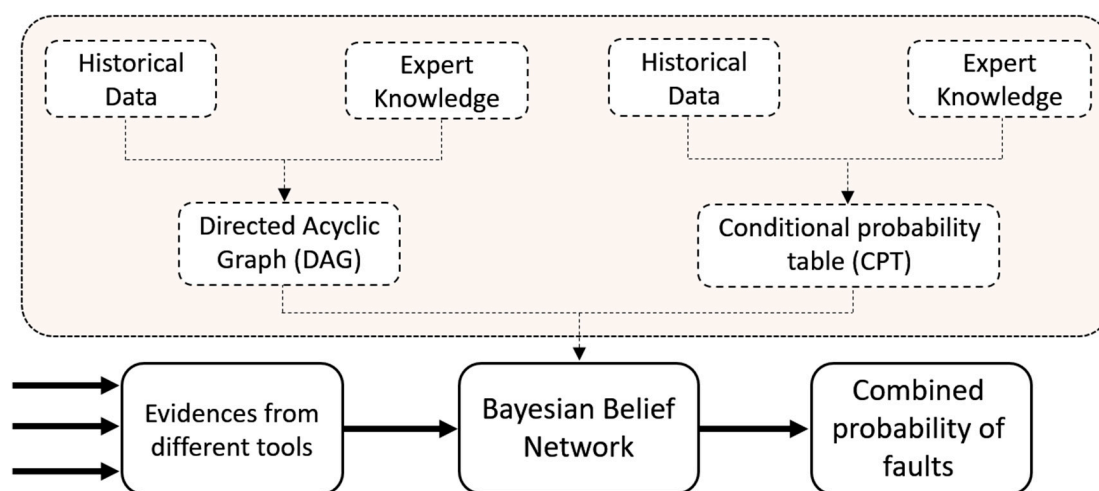 Historical
Data
Expert
Knowledge
Historical
Data
Expert
Knowledge
Directed Acyclic
Graph (DAG)
Conditional probability
table (CPT)
Evidences from
different tools
Bayesian Belief
Network
Combined
probability of
faults